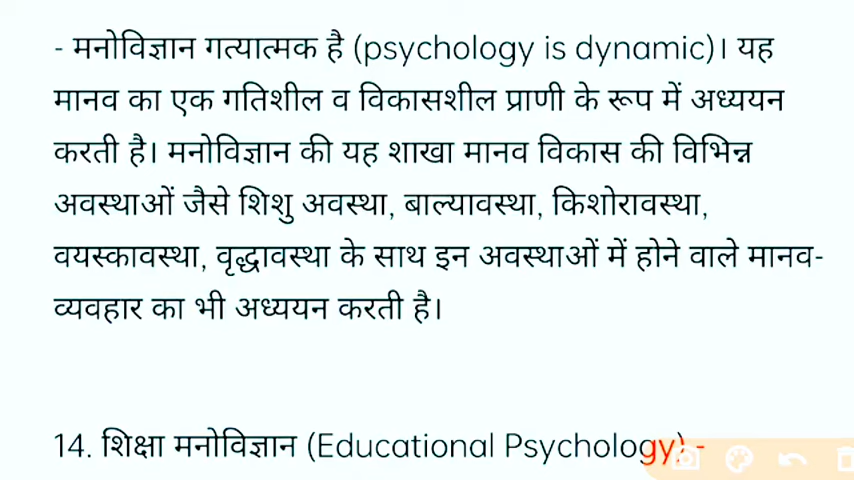 - मनोविज्ञान गत्यात्मक है (psychology is dynamic)। यह
मानव का एक गतिशील व विकासशील प्राणी के रूप में अध्ययन
करती है। मनोविज्ञान की यह शाखा मानव विकास की विभिन्न
अवस्थाओं जैसे शिशु अवस्था, बाल्यावस्था, किशोरावस्था,
वयस्कावस्था, वृद्धावस्था के साथ इन अवस्थाओं में होने वाले मानव-
व्यवहार का भी अध्ययन करती है।
14. शिक्षा मनोविज्ञान (Educational Psychology) -